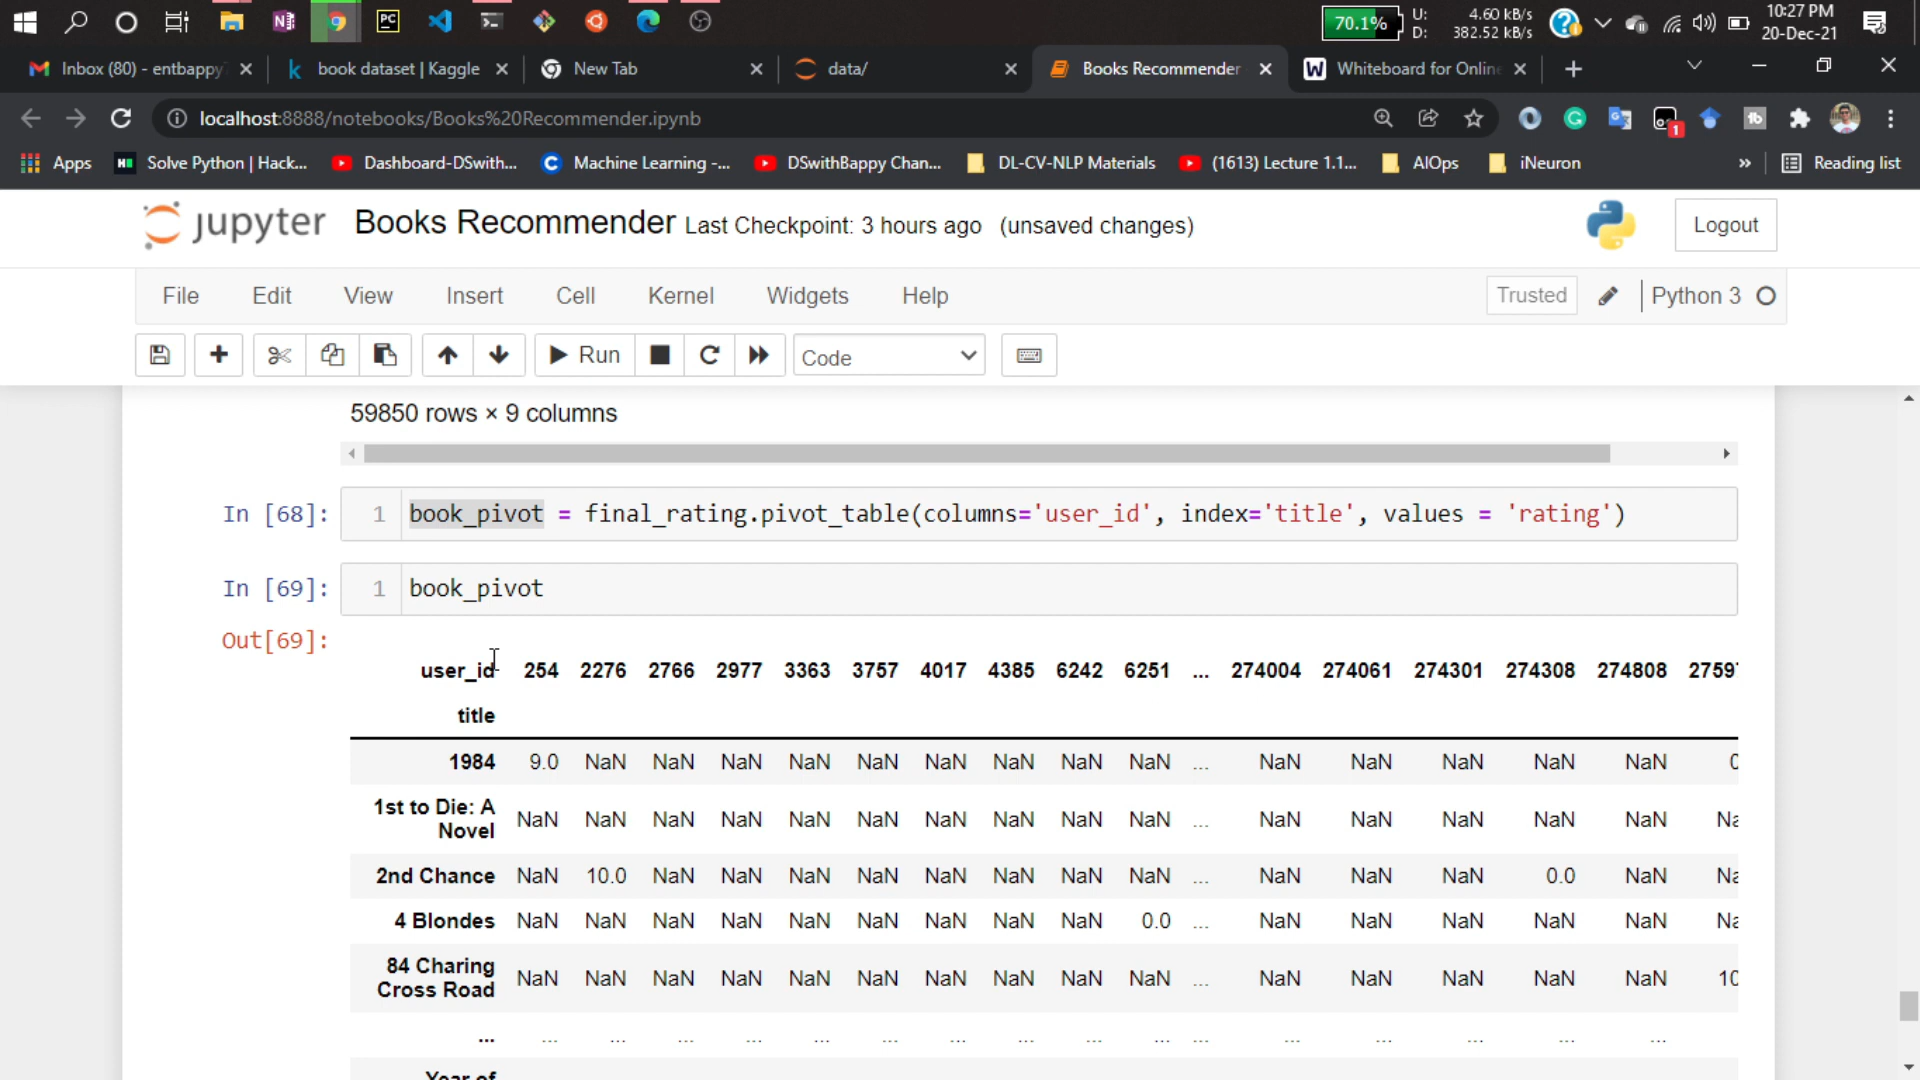 70.1% U: 4.60 kB/s 10:27 PM
D: 382.52 kB/s 20-Dec-21
Inbox (80) - entbappy book dataset | Kaggle New Tab data/ Books Recommender Whiteboard for Online
localhost:8888/notebooks/Books%20Recommender.ipynb
Apps Solve Python | Hack... Dashboard-DSwith... Machine Learning -... DSwithBappy Chan... DL-CV-NLP Materials (1613) Lecture 1.1... AIOps iNeuron » Reading list
jupyter Books Recommender Last Checkpoint: 3 hours ago (unsaved changes) Logout
File Edit View Insert Cell Kernel Widgets Help Trusted Python 3
Run Code
59850 rows × 9 columns
In [68]: 1 book_pivot = final_rating.pivot_table(columns='user_id', index='title', values = 'rating')
In [69]: 1 book_pivot
Out[69]:
user_id 254 2276 2766 2977 3363 3757 4017 4385 6242 6251 ... 274004 274061 274301 274308 274808
title
1984 9.0 NaN NaN NaN NaN NaN NaN NaN NaN NaN ... NaN NaN NaN NaN NaN
1st to Die: A
Novel NaN NaN NaN NaN NaN NaN NaN NaN NaN NaN ... NaN NaN NaN NaN NaN
2nd Chance NaN 10.0 NaN NaN NaN NaN NaN NaN NaN NaN ... NaN NaN NaN 0.0 NaN
4 Blondes NaN NaN NaN NaN NaN NaN NaN NaN NaN 0.0 ... NaN NaN NaN NaN NaN
84 Charing
Cross Road NaN NaN NaN NaN NaN NaN NaN NaN NaN NaN ... NaN NaN NaN NaN NaN 10
... ... ... ... ... ... ... ... ... ... ... ... ... ... ... ... ...
Year of